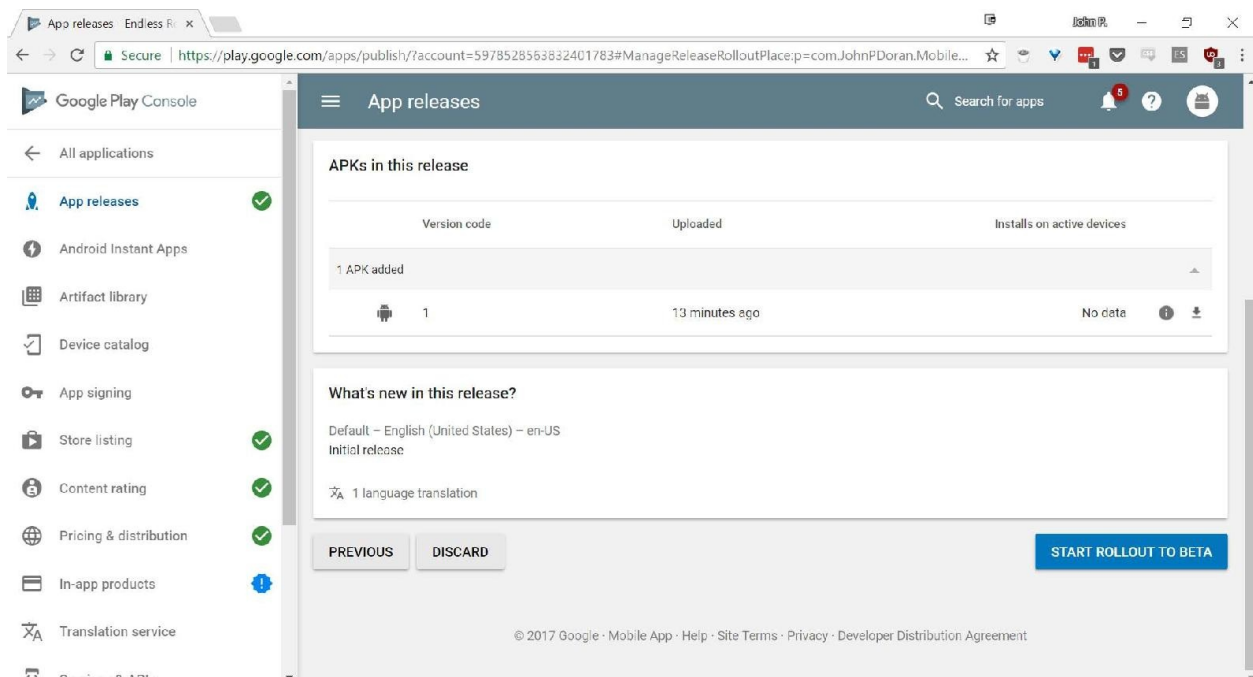 App releases - Endless R
John P.
Secure | https://play.google.com/apps/publish/?account=5978528563832401783#ManageReleaseRolloutPlace:p=com.JohnPDoran.Mobile...
Google Play Console
App releases
Search for apps
5
All applications
App releases
Android Instant Apps
Artifact library
Device catalog
App signing
Store listing
Content rating
Pricing & distribution
In-app products
Translation service
APKs in this release
Version code Uploaded Installs on active devices
1 APK added
1 13 minutes ago No data
What's new in this release?
Default – English (United States) – en-US
Initial release
1 language translation
PREVIOUS DISCARD START ROLLOUT TO BETA
© 2017 Google · Mobile App · Help · Site Terms · Privacy · Developer Distribution Agreement